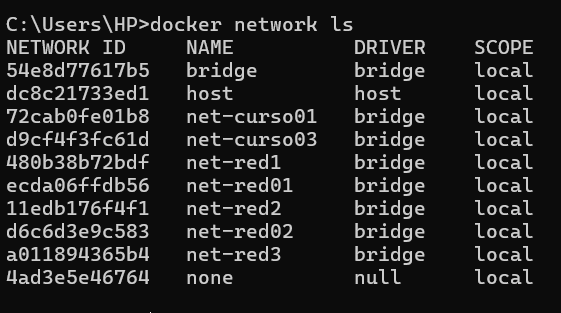 C:\Users\HP>docker network ls
NETWORK ID     NAME          DRIVER    SCOPE
54e8d77617b5   bridge        bridge    local
dc8c21733ed1   host          host      local
72cab0fe01b8   net-curso01   bridge    local
d9cf4f3fc61d   net-curso03   bridge    local
480b38b72bdf   net-red1      bridge    local
ecda06ffdb56   net-red01     bridge    local
11edb176f4f1   net-red2      bridge    local
d6c6d3e9c583   net-red02     bridge    local
a011894365b4   net-red3      bridge    local
4ad3e5e46764   none          null      local